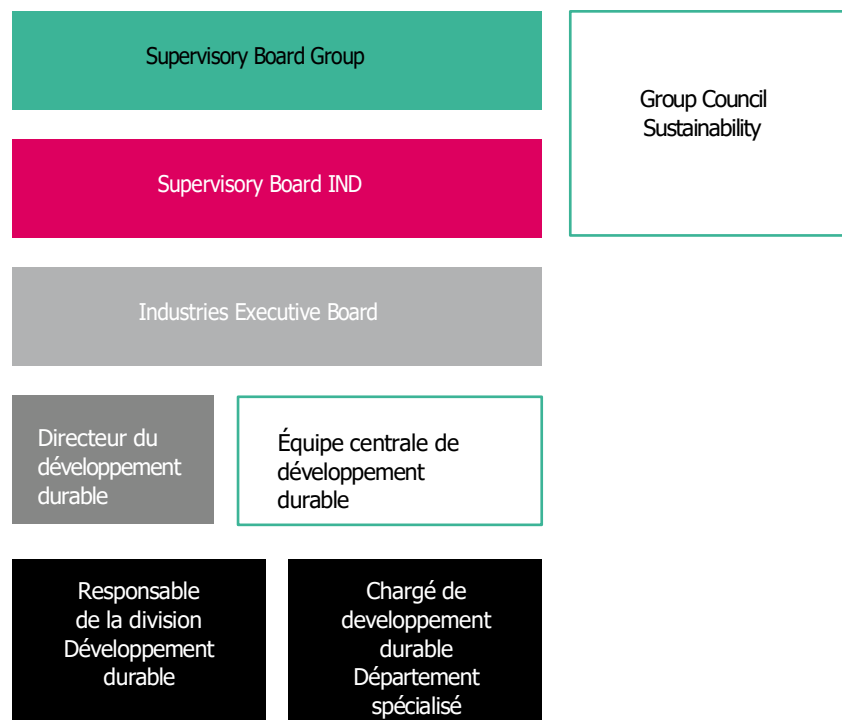 Supervisory Board Group
Group Council
Sustainability
Supervisory Board IND
Industries Executive Board
Directeur du
développement
durable
Équipe centrale de
développement
durable
Responsable
de la division
Développement
durable
Chargé de
developpement
durable
Département
spécialisé